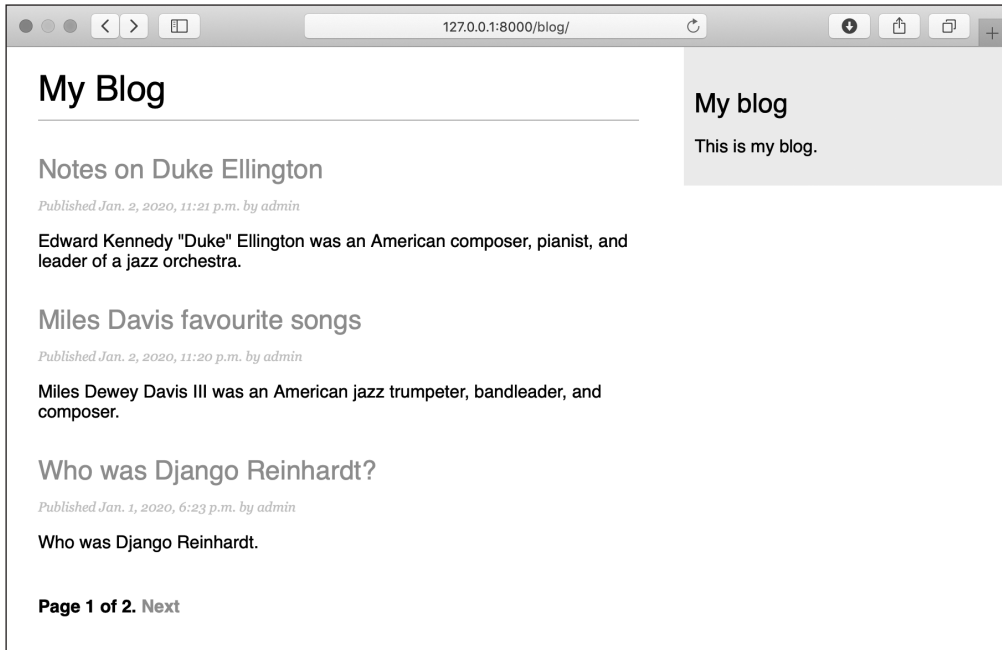 127.0.0.1:8000/blog/
My Blog
Notes on Duke Ellington
Published Jan. 2, 2020, 11:21 p.m. by admin
Edward Kennedy "Duke" Ellington was an American composer, pianist, and
leader of a jazz orchestra.
Miles Davis favourite songs
Published Jan. 2, 2020, 11:20 p.m. by admin
Miles Dewey Davis III was an American jazz trumpeter, bandleader, and
composer.
Who was Django Reinhardt?
Published Jan. 1, 2020, 6:23 p.m. by admin
Who was Django Reinhardt.
Page 1 of 2. Next
My blog
This is my blog.